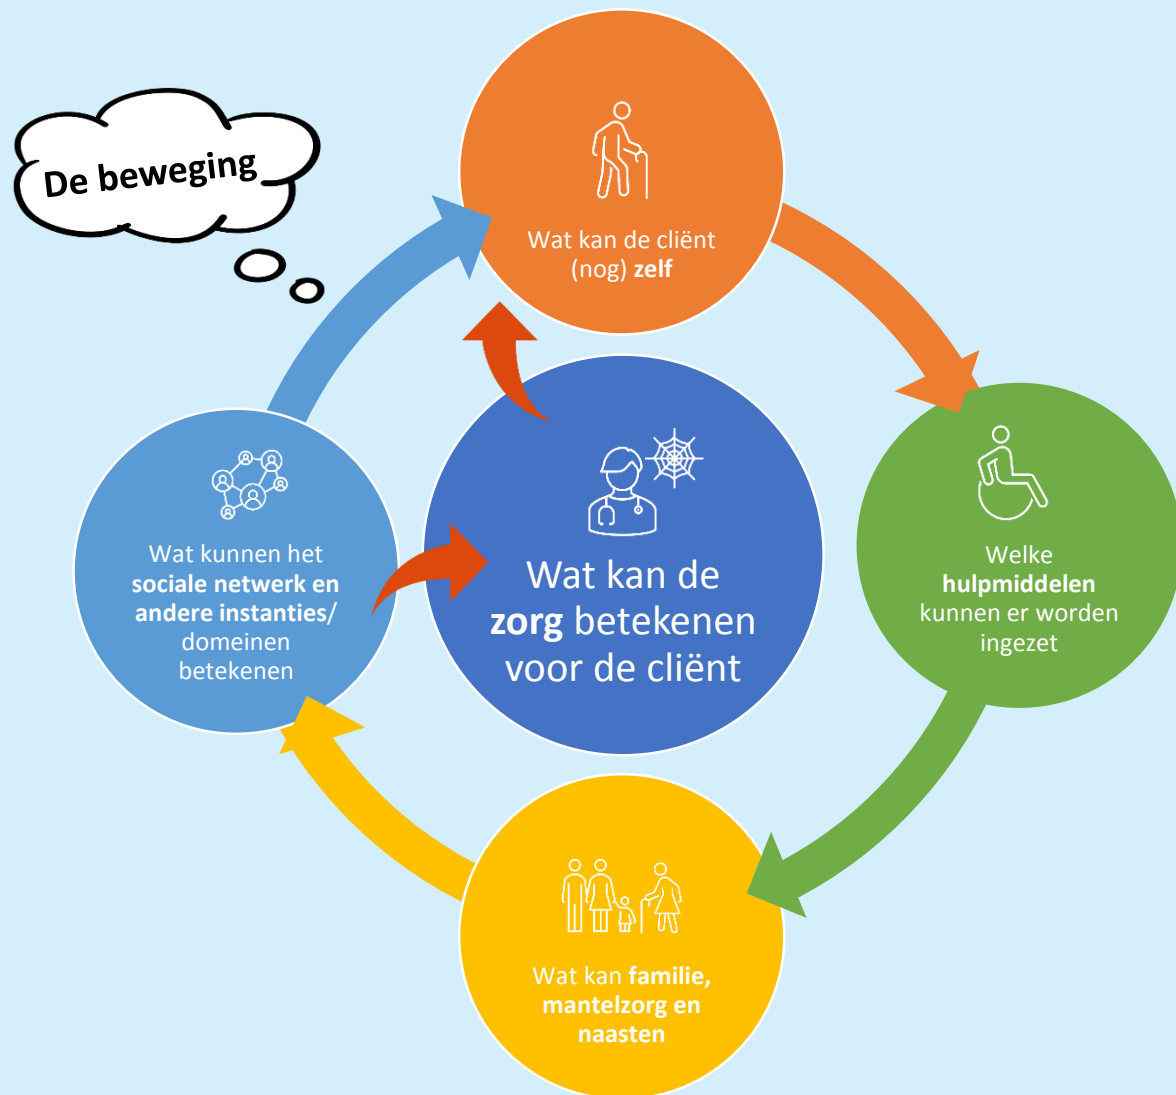 De beweging
Wat kan de cliënt
(nog) zelf
Welke
hulpmiddelen
kunnen er worden
ingezet
Wat kan familie,
mantelzorg en
naasten
Wat kunnen het
sociale netwerk en
andere instanties/
domeinen
betekenen
Wat kan de
zorg betekenen
voor de cliënt